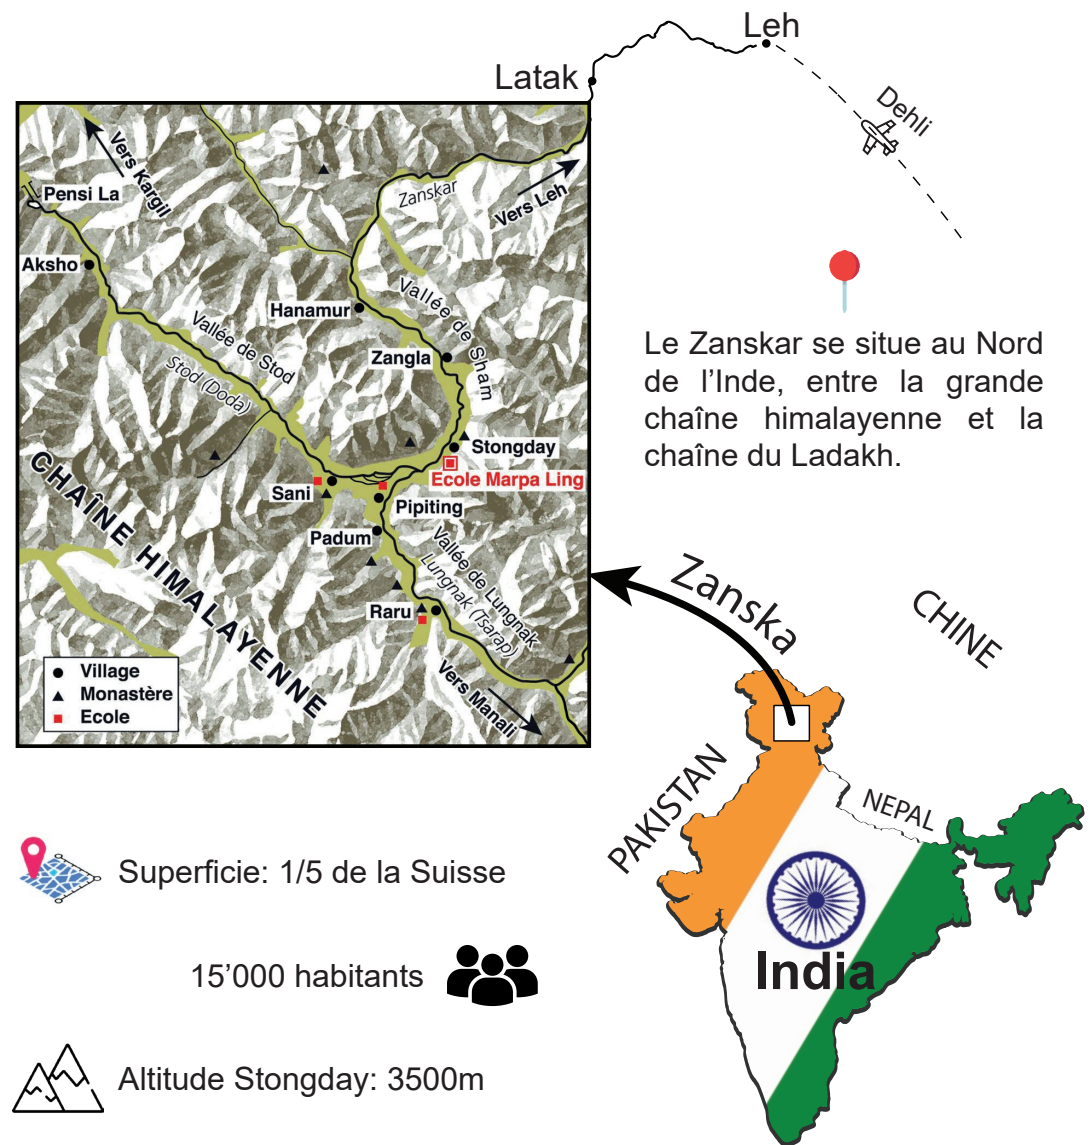 Leh
Latak
Dehli
Vers Kargil
Pensi La
Zanskar
Vers Leh
Aksho
Hanamur
Vallée de Sham
Vallée de Stod
Zangla
Stod (Doda)
Stongday
Ecole Marpa Ling
Sani
Pipiting
Padum
Vallée de Lungnak
Lungnak (Tsarap)
Raru
CHAÎNE HIMALAYENNE
Vers Manali
Village
Monastère
Ecole
Le Zanskar se situe au Nord
de l'Inde, entre la grande
chaîne himalayenne et la
chaîne du Ladakh.
Zanska
CHINE
PAKISTAN
NEPAL
India
Superficie: 1/5 de la Suisse
15'000 habitants
Altitude Stongday: 3500m